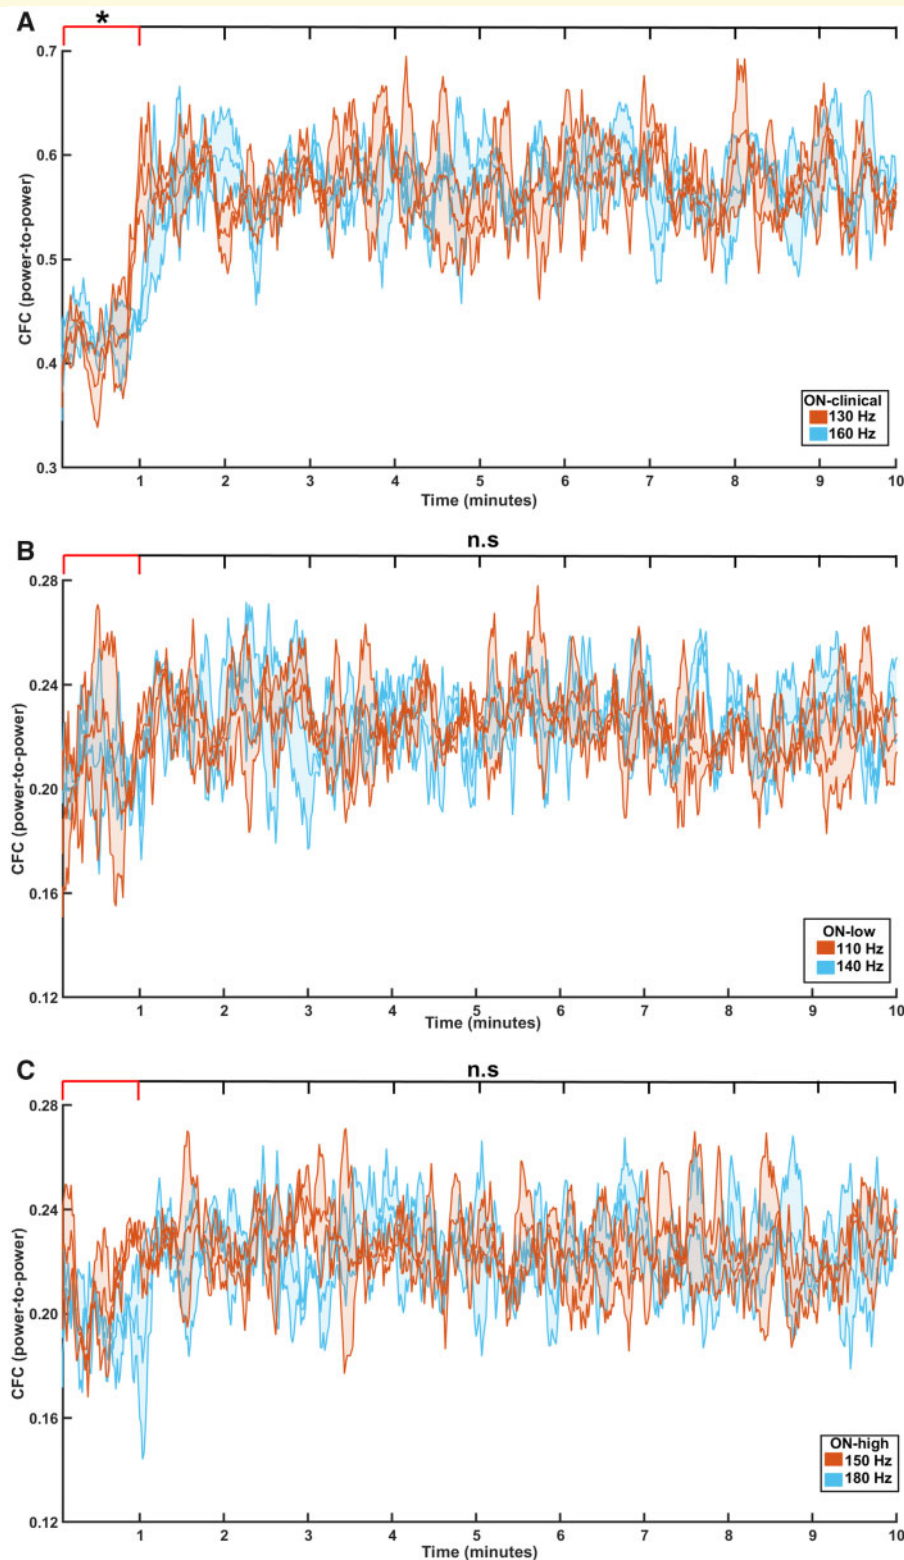 A
*
0.7
0.6
0.5
0.4
0.3
CFC (power-to-power)
ON-clinical
130 Hz
160 Hz
1 2 3 4 5 6 7 8 9 10
Time (minutes)
B
n.s
0.28
0.24
0.20
0.16
0.12
CFC (power-to-power)
ON-low
110 Hz
140 Hz
1 2 3 4 5 6 7 8 9 10
Time (minutes)
C
n.s
0.28
0.24
0.20
0.16
0.12
CFC (power-to-power)
ON-high
150 Hz
180 Hz
1 2 3 4 5 6 7 8 9 10
Time (minutes)